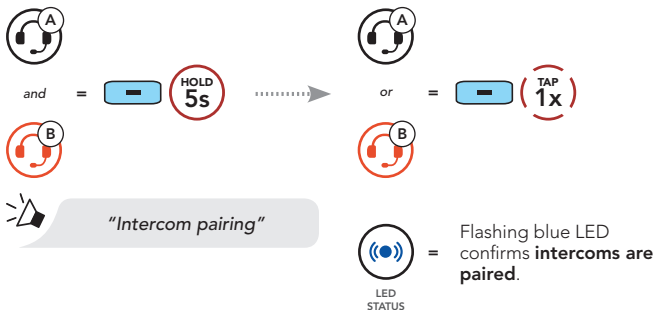 A
and
=
HOLD
5s
B
"Intercom pairing"
A
or
=
TAP
1x
B
=
Flashing blue LED
confirms intercoms are
paired.
LED
STATUS